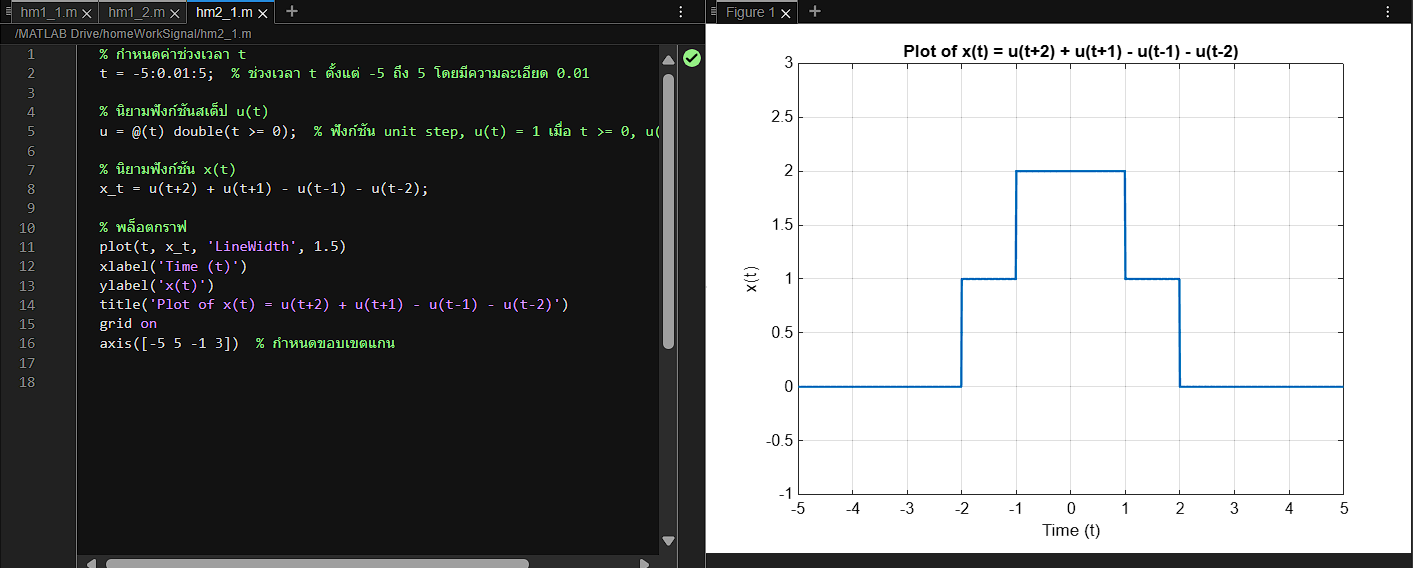 hm1_1.m × hm1_2.m × hm2_1.m × +
/MATLAB Drive/homeWorkSignal/hm2_1.m
1 % กำหนดค่าช่วงเวลา t
2 t = -5:0.01:5;  % ช่วงเวลา t ตั้งแต่ -5 ถึง 5 โดยมีความละเอียด 0.01
3
4 % นิยามฟังก์ชันสเต็ป u(t)
5 u = @(t) double(t >= 0);  % ฟังก์ชัน unit step, u(t) = 1 เมื่อ t >= 0, u(
6
7 % นิยามฟังก์ชัน x(t)
8 x_t = u(t+2) + u(t+1) - u(t-1) - u(t-2);
9
10 % พล็อตกราฟ
11 plot(t, x_t, 'LineWidth', 1.5)
12 xlabel('Time (t)')
13 ylabel('x(t)')
14 title('Plot of x(t) = u(t+2) + u(t+1) - u(t-1) - u(t-2)')
15 grid on
16 axis([-5 5 -1 3])  % กำหนดขอบเขตแกน
17
18
Figure 1 × +
Plot of x(t) = u(t+2) + u(t+1) - u(t-1) - u(t-2)
3
2.5
2
1.5
1
0.5
0
-0.5
-1
x(t)
-5 -4 -3 -2 -1 0 1 2 3 4 5
Time (t)